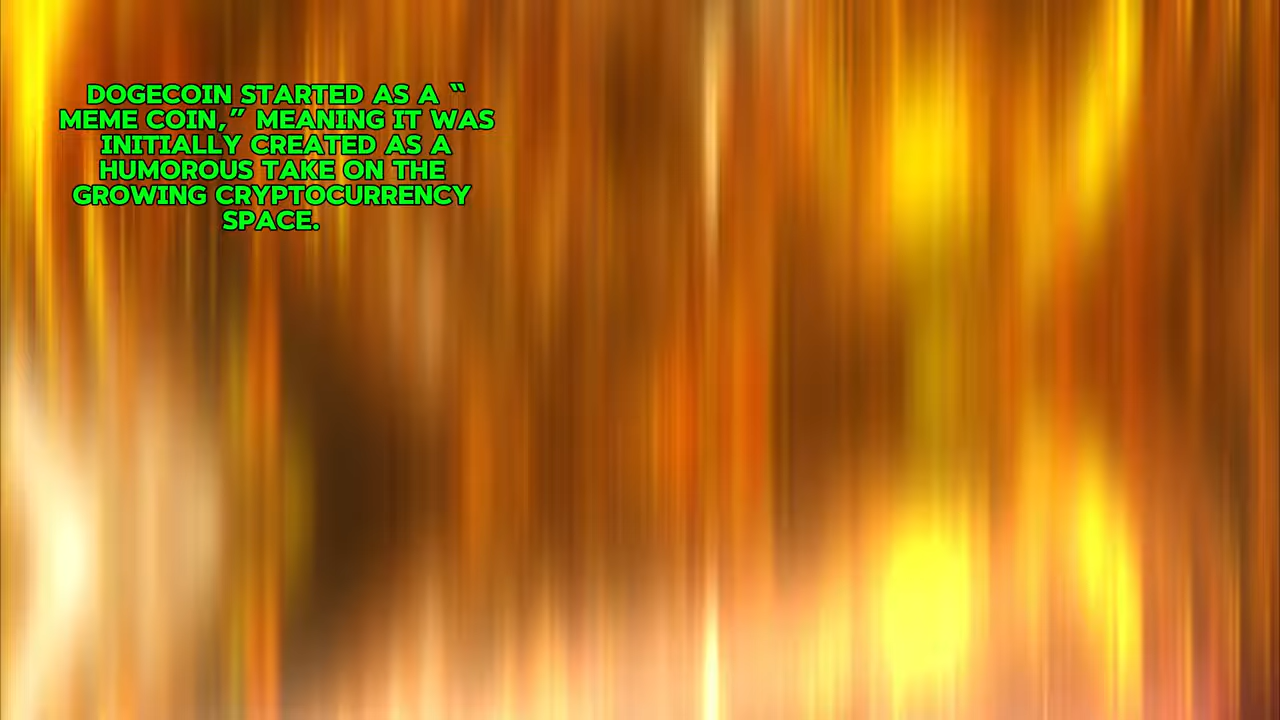 DOGECOIN STARTED AS A “
MEME COIN,” MEANING IT WAS
INITIALLY CREATED AS A
HUMOROUS TAKE ON THE
GROWING CRYPTOCURRENCY
SPACE.